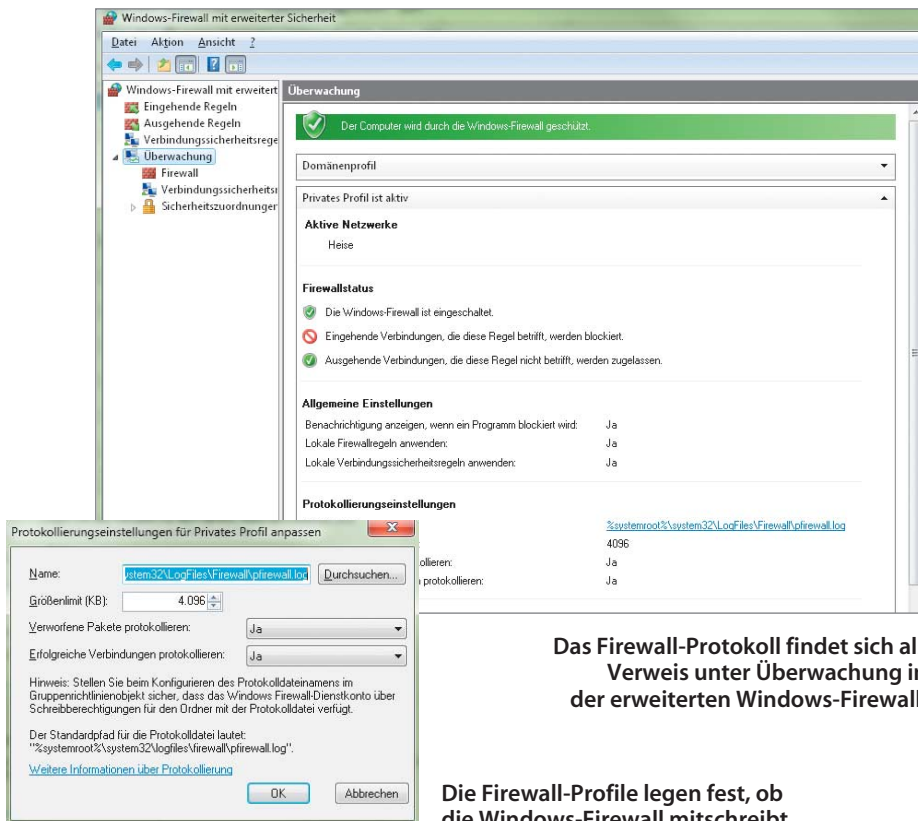 Windows-Firewall mit erweiterter Sicherheit
Datei Aktion Ansicht ?
Windows-Firewall mit erweitert
Eingehende Regeln
Ausgehende Regeln
Verbindungssicherheitsrege
Überwachung
Firewall
Verbindungssicherheitsr
Sicherheitszuordnunger
Überwachung
Der Computer wird durch die Windows-Firewall geschützt.
Domänenprofil
Privates Profil ist aktiv
Aktive Netzwerke
Heise
Firewallstatus
Die Windows-Firewall ist eingeschaltet.
Eingehende Verbindungen, die diese Regel betrifft, werden blockiert.
Ausgehende Verbindungen, die diese Regel nicht betrifft, werden zugelassen.
Allgemeine Einstellungen
Benachrichtigung anzeigen, wenn ein Programm blockiert wird: Ja
Lokale Firewallregeln anwenden: Ja
Lokale Verbindungssicherheitsregeln anwenden: Ja
Protokollierungseinstellungen
%systemroot%\system32\LogFiles\Firewall\pfirewall.log
4096
ollieren: Ja
protokollieren: Ja
Protokollierungseinstellungen für Privates Profil anpassen
Name: ystem32\LogFiles\Firewall\pfirewall.log Durchsuchen...
Größenlimit (KB): 4.096
Verworfene Pakete protokollieren: Ja
Erfolgreiche Verbindungen protokollieren: Ja
Hinweis: Stellen Sie beim Konfigurieren des Protokolldateinamens im
Gruppenrichtlinienobjekt sicher, dass das Windows Firewall-Dienstkonto über
Schreibberechtigungen für den Ordner mit der Protokolldatei verfügt.
Der Standardpfad für die Protokolldatei lautet:
"%systemroot%\system32\logfiles\firewall\pfirewall.log".
Weitere Informationen über Protokollierung
OK Abbrechen
Das Firewall-Protokoll findet sich al
Verweis unter Überwachung i
der erweiterten Windows-Firewal
Die Firewall-Profile legen fest, ob
die Windows-Firewall mitschreibt